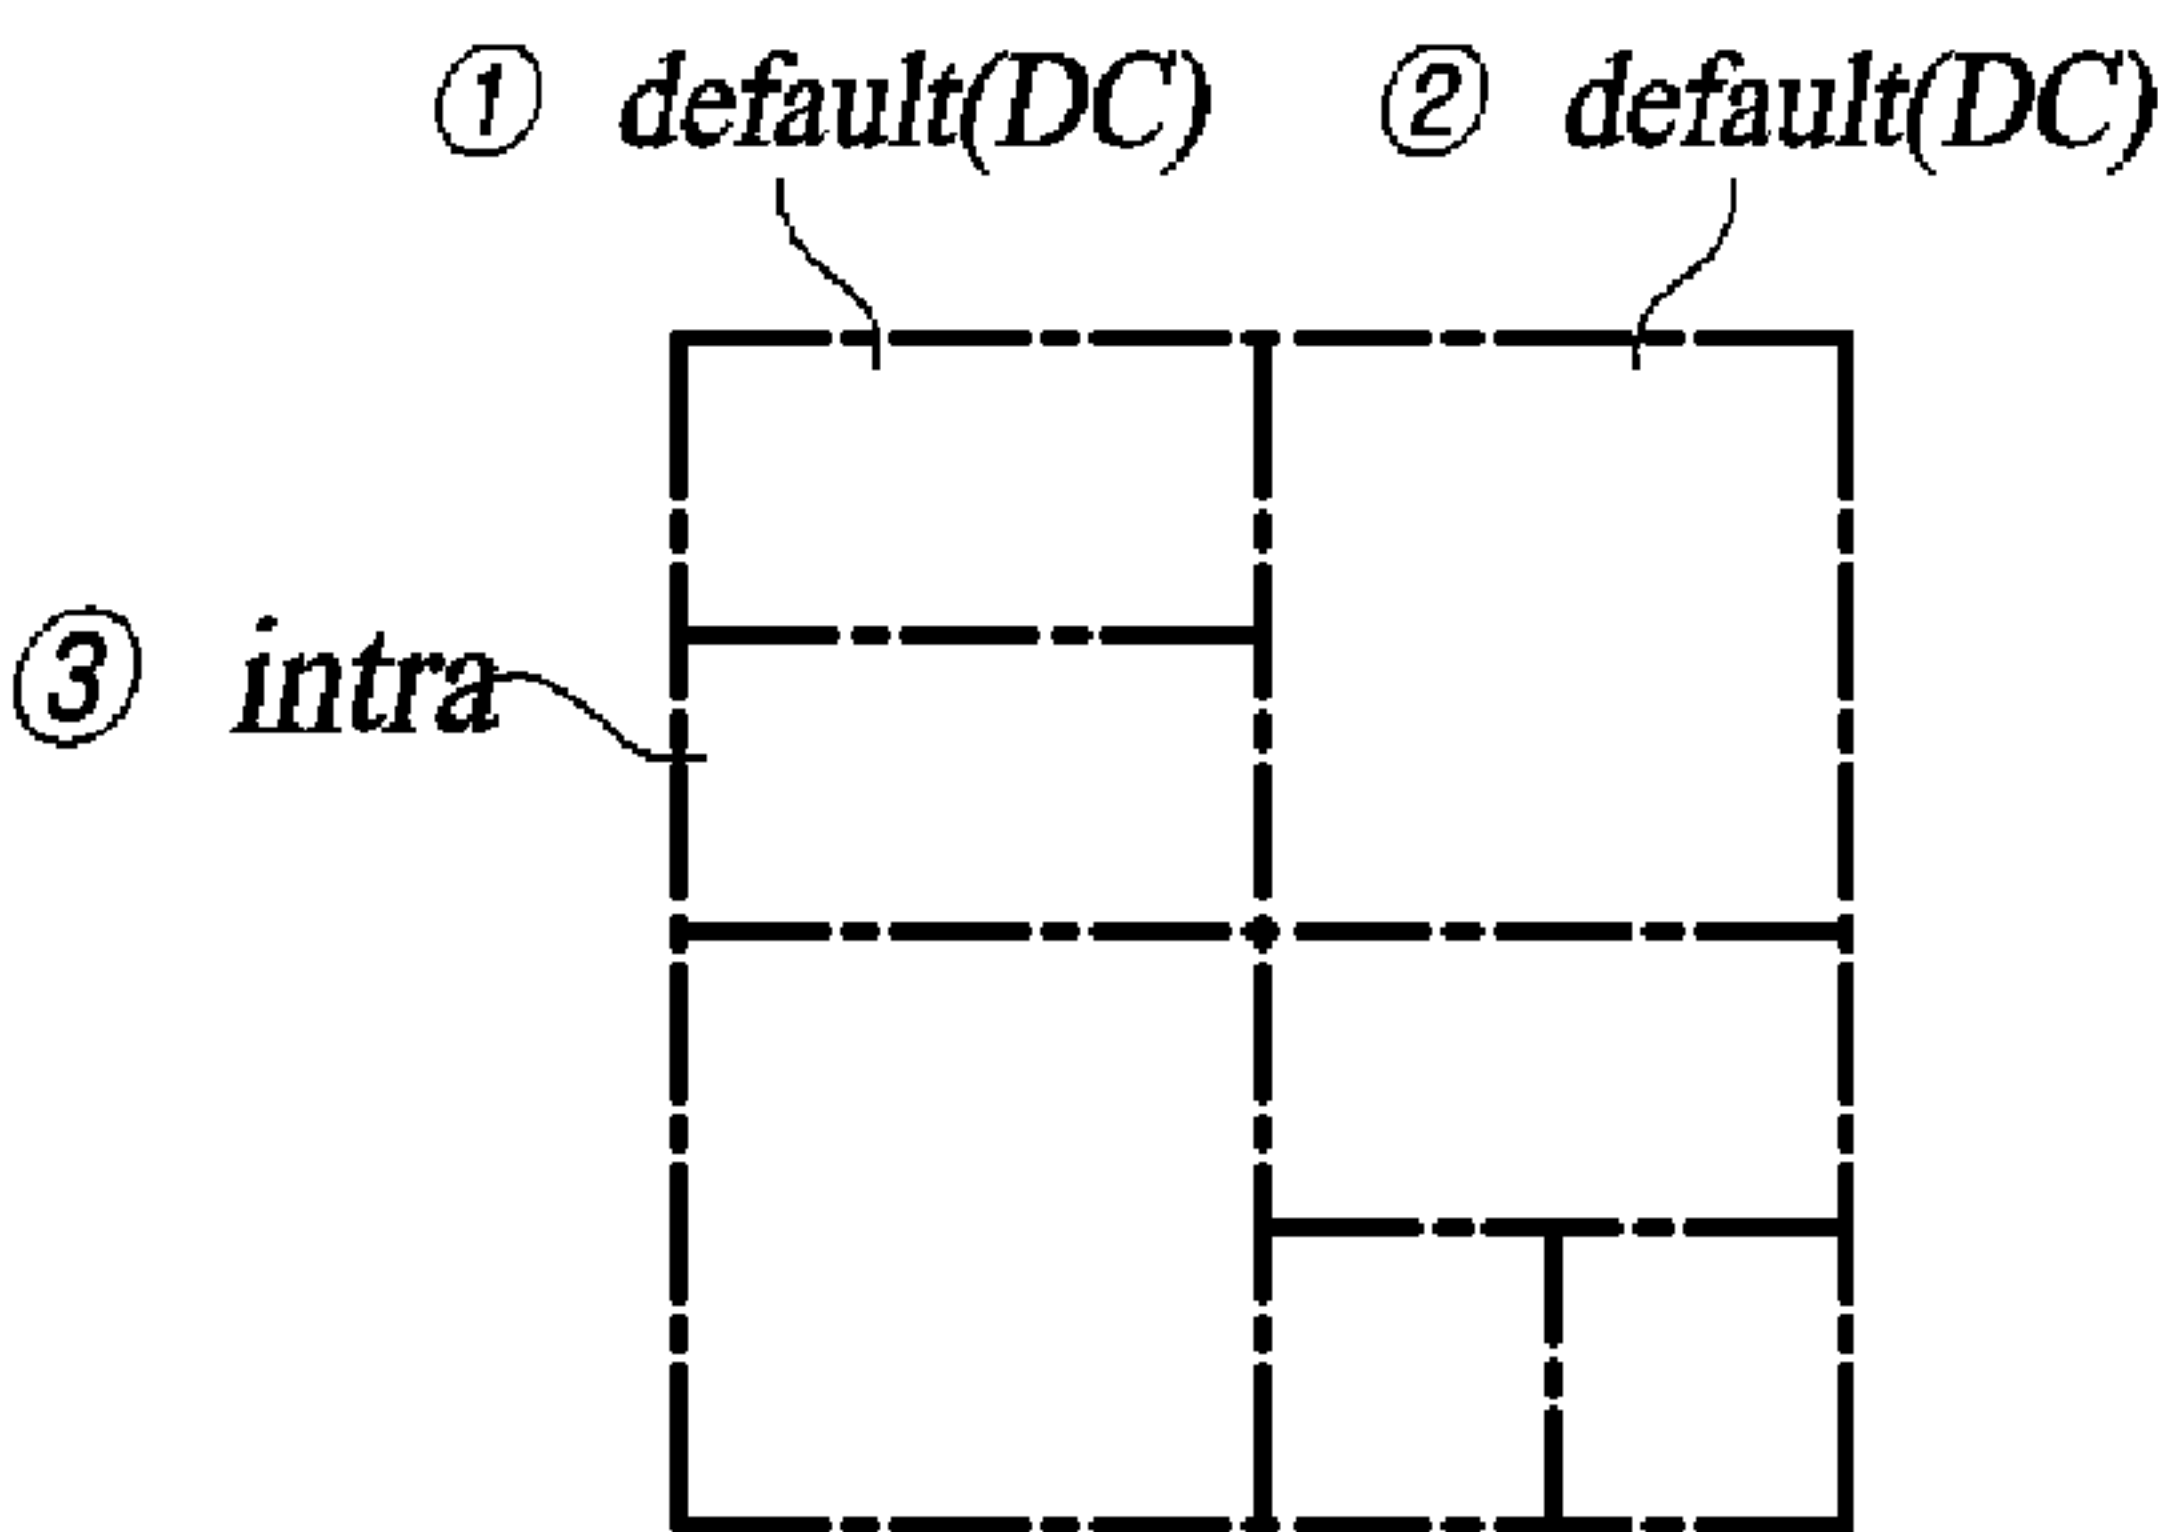 ① default(DC) ② default(DC)
③ intra